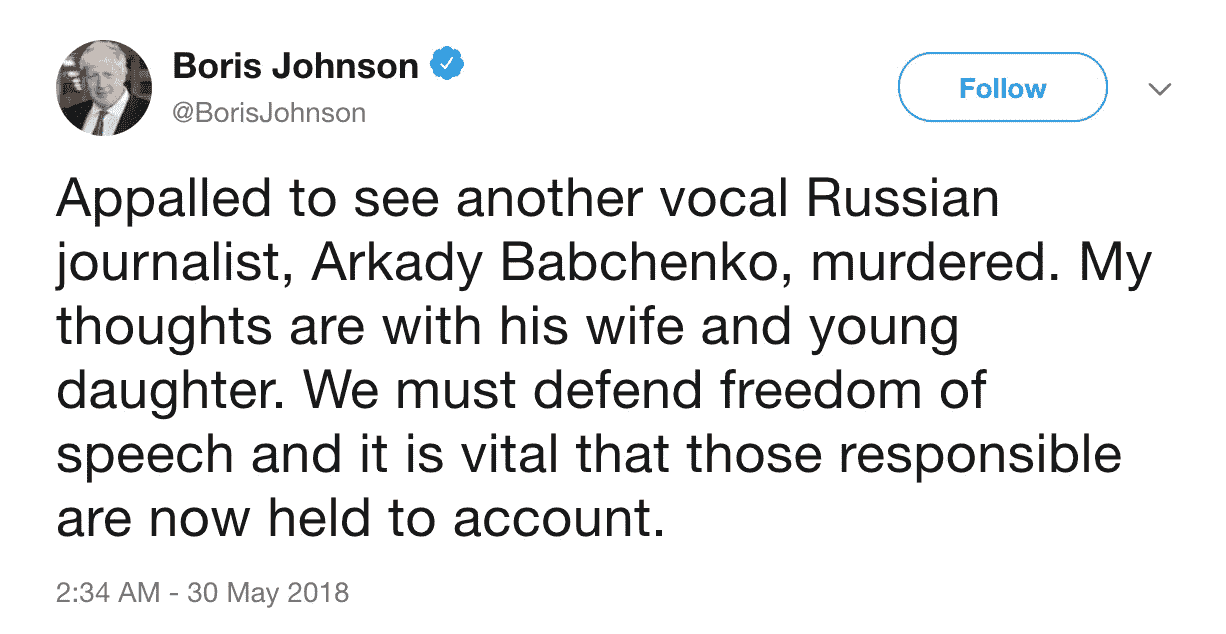 Boris Johnson
@BorisJohnson
Follow
Appalled to see another vocal Russian
journalist, Arkady Babchenko, murdered. My
thoughts are with his wife and young
daughter. We must defend freedom of
speech and it is vital that those responsible
are now held to account.
2:34 AM - 30 May 2018